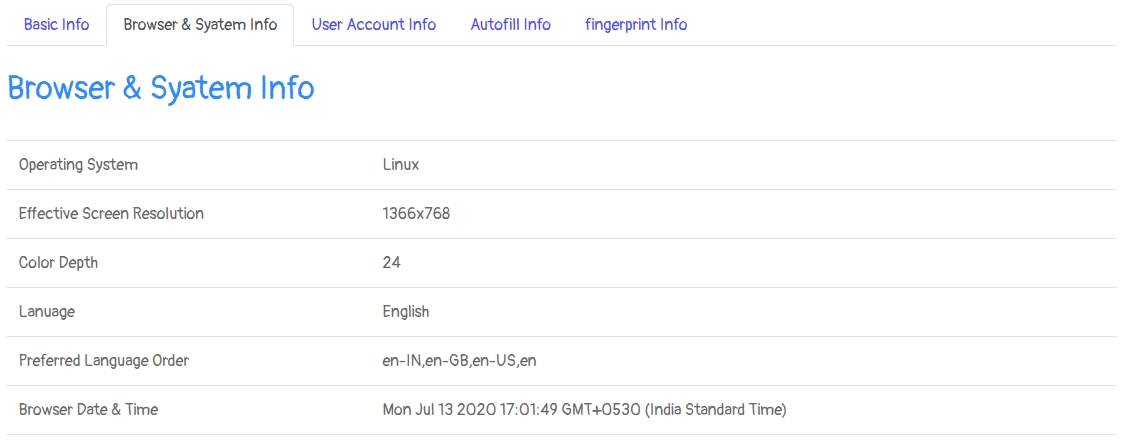 Basic Info Browser & Syatem Info User Account Info Autofill Info fingerprint Info
Browser & Syatem Info
Operating System Linux
Effective Screen Resolution 1366x768
Color Depth 24
Lanuage English
Preferred Language Order en-IN,en-GB,en-US,en
Browser Date & Time Mon Jul 13 2020 17:01:49 GMT+0530 (India Standard Time)